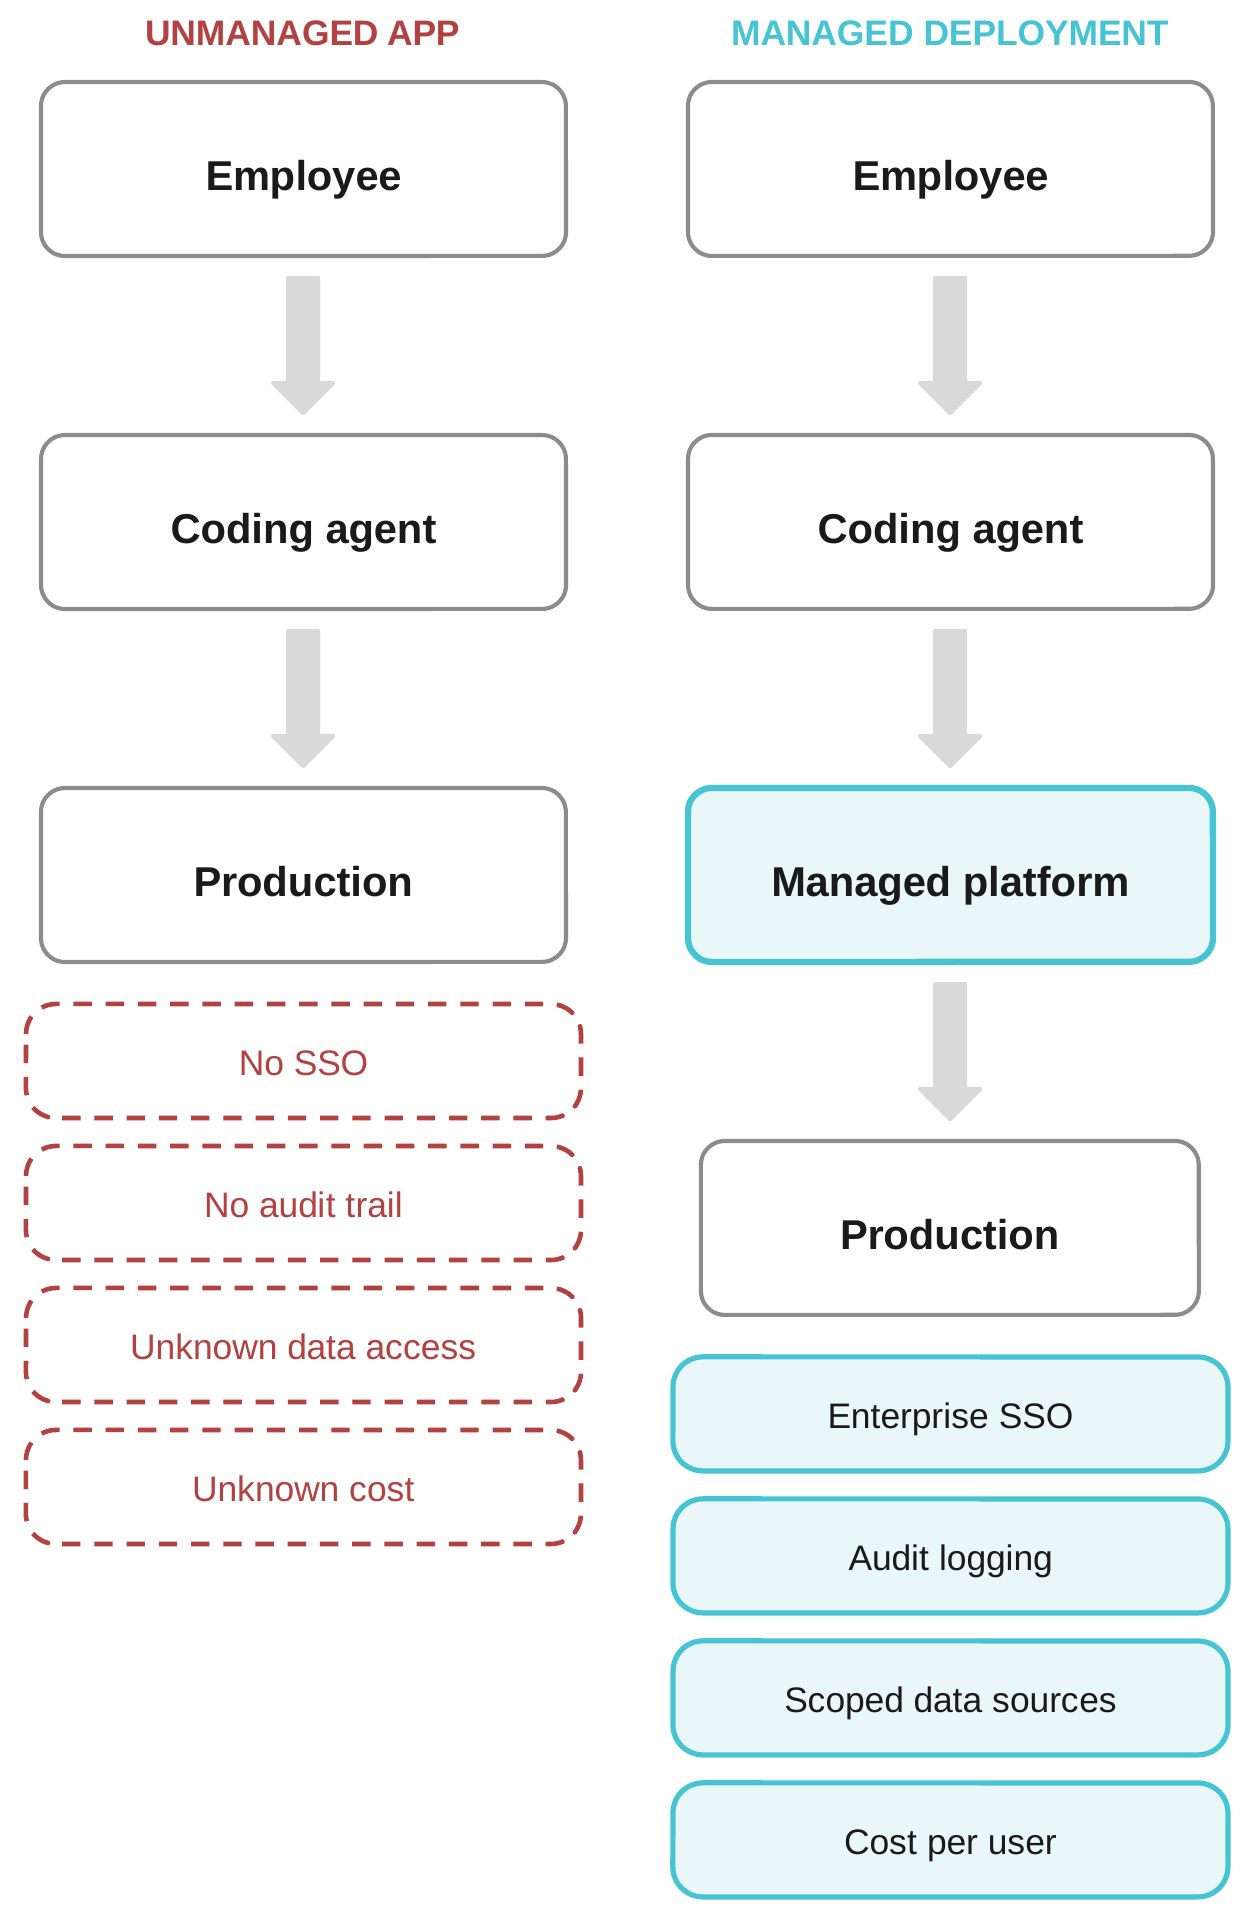 UNMANAGED APP
Employee
Coding agent
Production
No SSO
No audit trail
Unknown data access
Unknown cost
MANAGED DEPLOYMENT
Employee
Coding agent
Managed platform
Production
Enterprise SSO
Audit logging
Scoped data sources
Cost per user